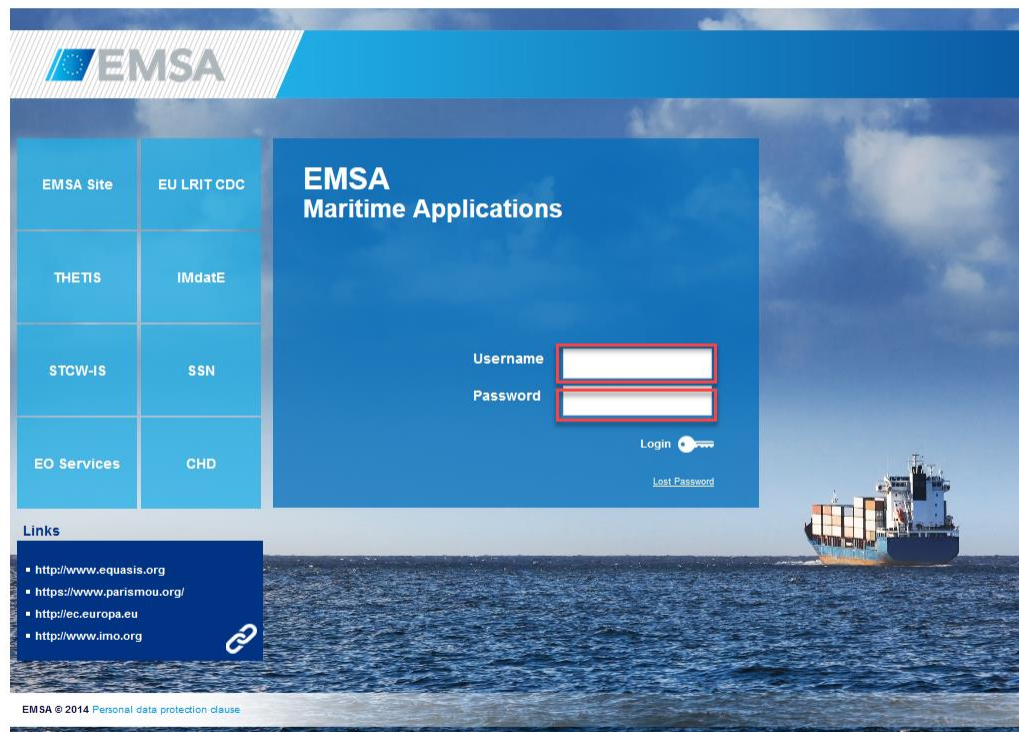 EMSA
EMSA Site
EU LRIT CDC
THETIS
IMdatE
STCW-IS
SSN
EO Services
CHD
EMSA
Maritime Applications
Username
Password
Login
Lost Password
Links
http://www.equasis.org
https://www.parismou.org/
http://ec.europa.eu
http://www.imo.org
EMSA © 2014 Personal data protection clause